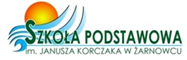 SZKOŁA PODSTAWOWA
im. JANUSZA KORCZAKA W ŻARNOWCU